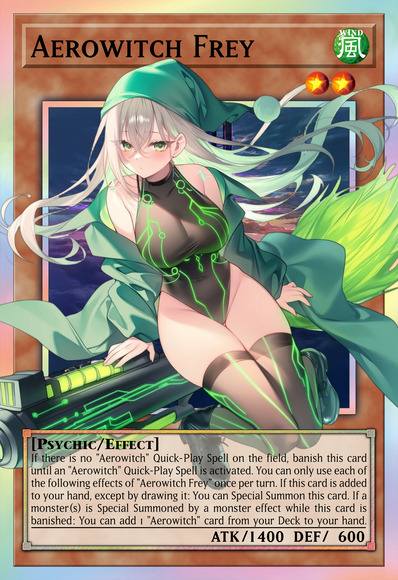 Aerowitch Frey
WIND
風
[Psychic/Effect]
If there is no "Aerowitch" Quick-Play Spell on the field, banish this card
until an "Aerowitch" Quick-Play Spell is activated. You can only use each of
the following effects of "Aerowitch Frey" once per turn. If this card is added
to your hand, except by drawing it: You can Special Summon this card. If a
monster(s) is Special Summoned by a monster effect while this card is
banished: You can add 1 "Aerowitch" card from your Deck to your hand.
ATK/1400 DEF/ 600